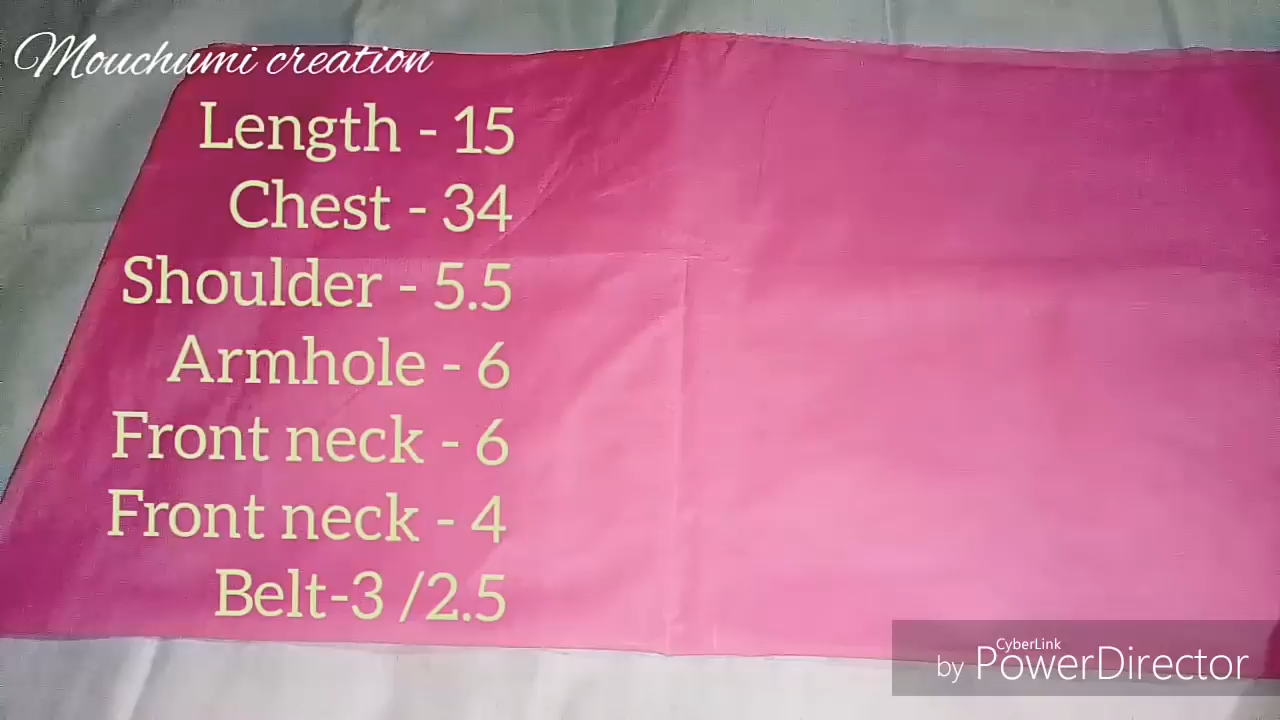 Mouchumi creation
Length - 15
Chest - 34
Shoulder - 5.5
Armhole - 6
Front neck - 6
Front neck - 4
Belt-3 /2.5
CyberLink
by PowerDirector